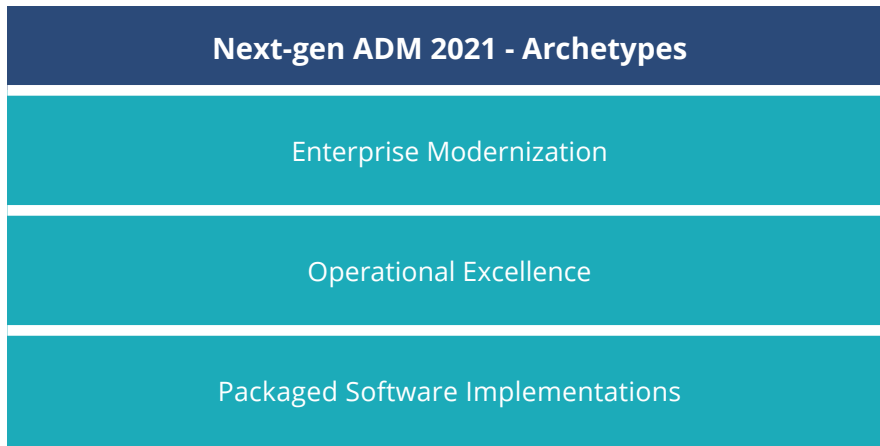 Next-gen ADM 2021 - Archetypes
Enterprise Modernization
Operational Excellence
Packaged Software Implementations